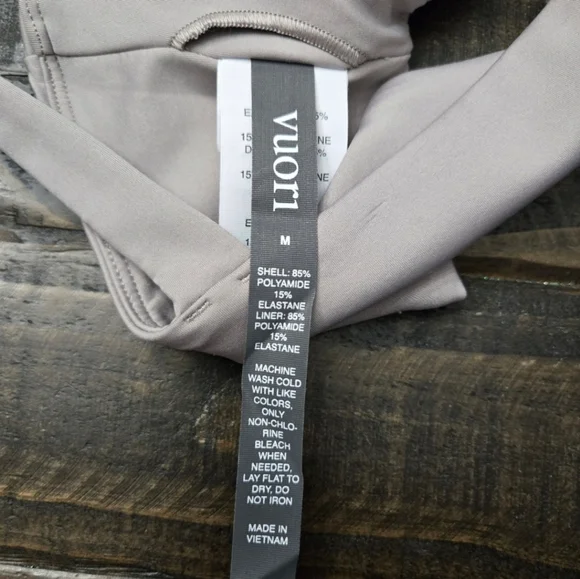 vuori
M
SHELL: 85%
POLYAMIDE
15%
ELASTANE
LINER: 85%
POLYAMIDE
15%
ELASTANE
MACHINE
WASH COLD
WITH LIKE
COLORS,
ONLY
NON-CHLO-
RINE
BLEACH
WHEN
NEEDED,
LAY FLAT TO
DRY, DO
NOT IRON
MADE IN
VIETNAM